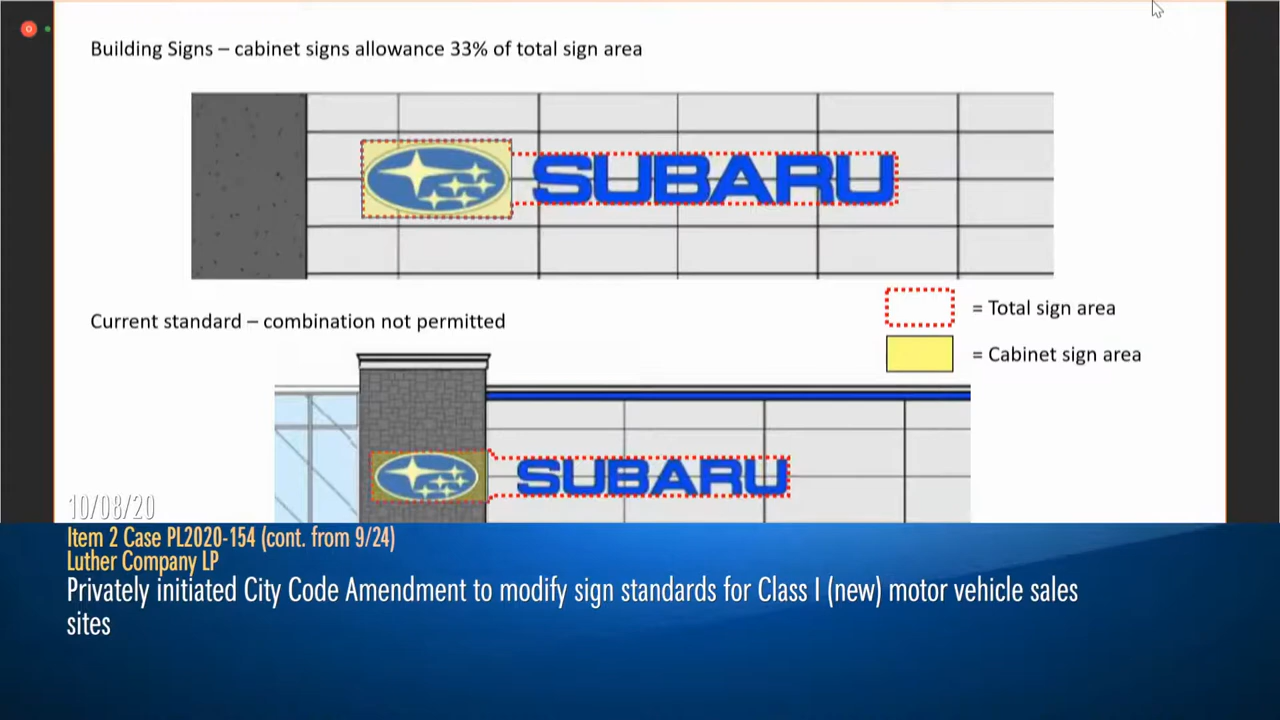 Building Signs – cabinet signs allowance 33% of total sign area
SUBARU
Current standard – combination not permitted
= Total sign area
= Cabinet sign area
SUBARU
10/08/20
Item 2 Case PL2020-154 (cont. from 9/24)
Luther Company LP
Privately initiated City Code Amendment to modify sign standards for Class I (new) motor vehicle sales
sites